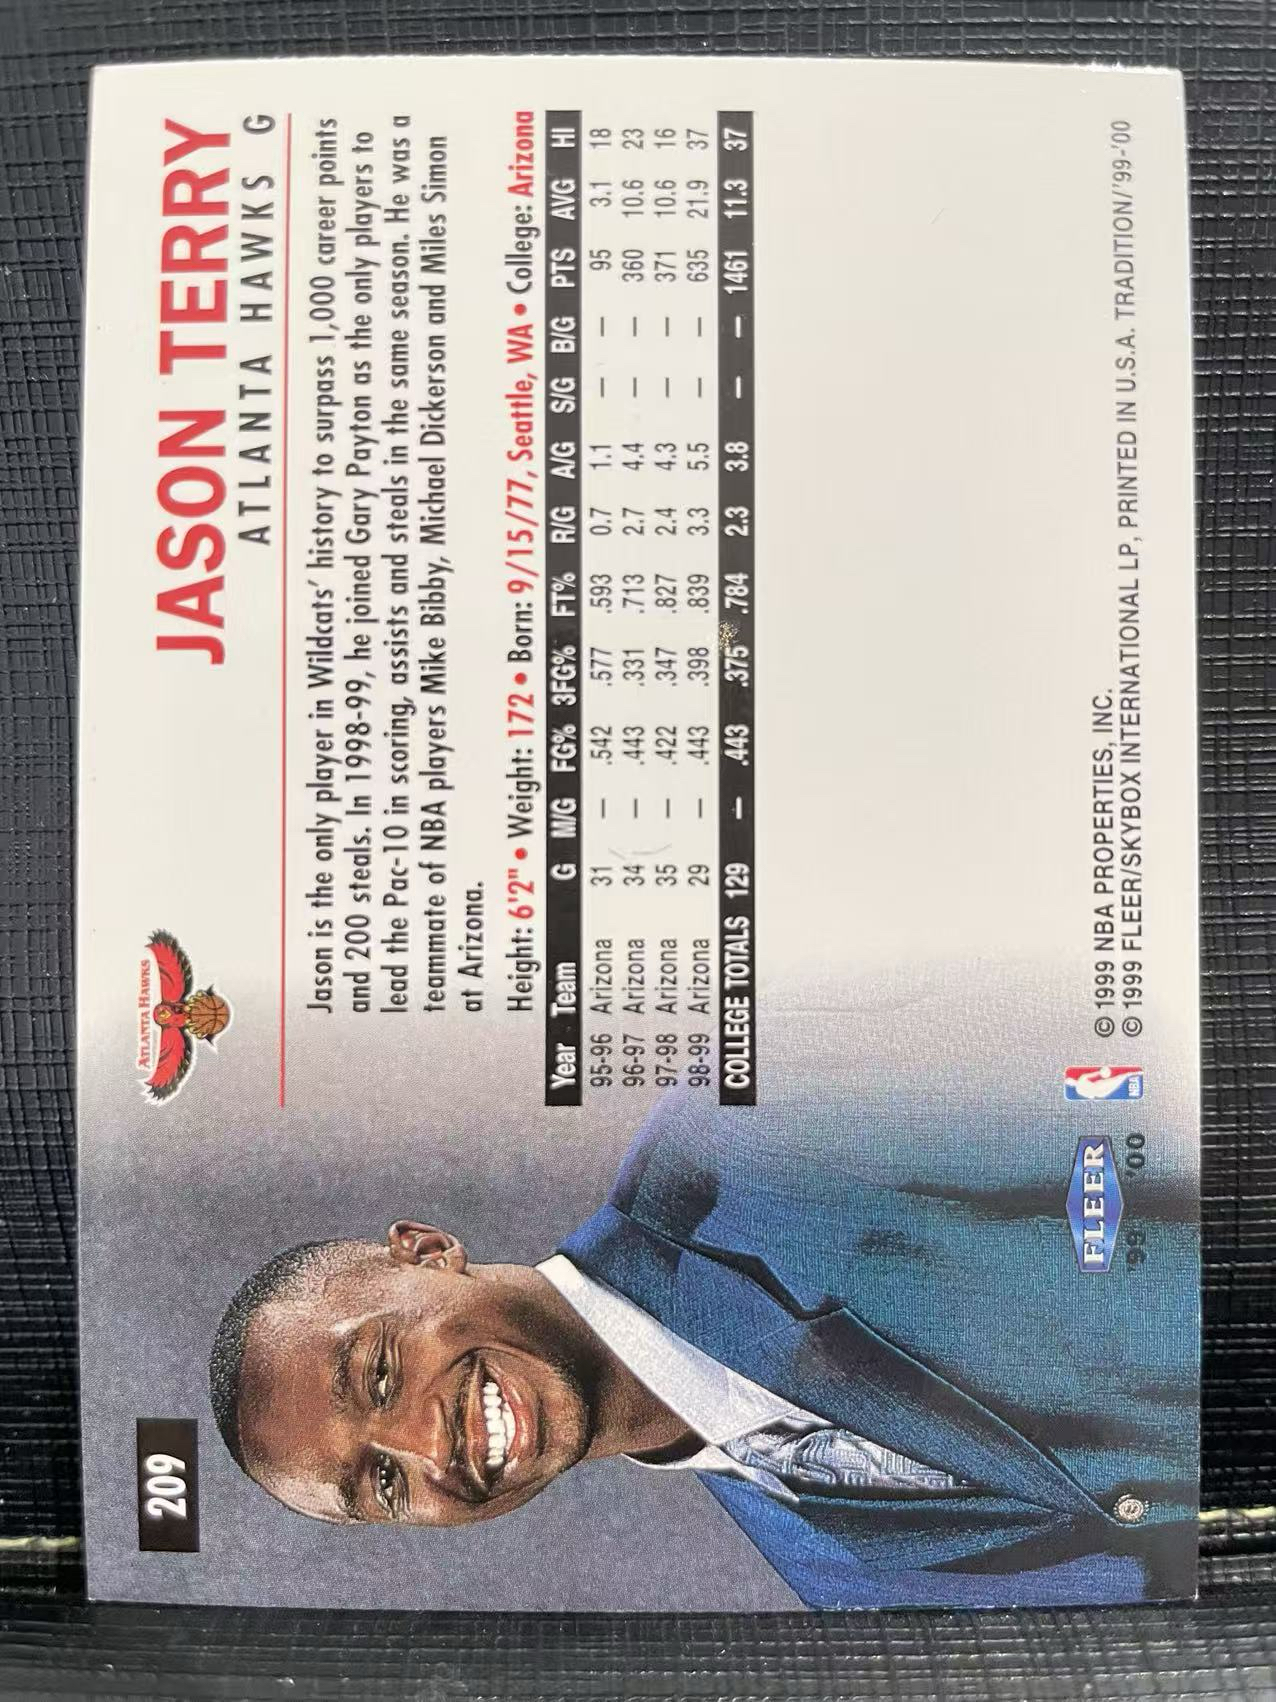 209
ATLANTA HAWKS
JASON TERRY
ATLANTA HAWKS G
Jason is the only player in Wildcats' history to surpass 1,000 career points
and 200 steals. In 1998-99, he joined Gary Payton as the only players to
lead the Pac-10 in scoring, assists and steals in the same season. He was a
teammate of NBA players Mike Bibby, Michael Dickerson and Miles Simon
at Arizona.
Height: 6'2" • Weight: 172 • Born: 9/15/77, Seattle, WA • College: Arizona
Year Team G M/G FG% 3FG% FT% R/G A/G S/G B/G PTS AVG HI
95-96 Arizona 31 – .542 .577 .593 0.7 1.1 – – 95 3.1 18
96-97 Arizona 34 – .443 .331 .713 2.7 4.4 – – 360 10.6 23
97-98 Arizona 35 – .422 .347 .827 2.4 4.3 – – 371 10.6 16
98-99 Arizona 29 – .443 .398 .839 3.3 5.5 – – 635 21.9 37
COLLEGE TOTALS 129 – .443 .375 .784 2.3 3.8 – – 1461 11.3 37
FLEER
'99-'00
NBA
© 1999 NBA PROPERTIES, INC.
© 1999 FLEER/SKYBOX INTERNATIONAL LP, PRINTED IN U.S.A. TRADITION/'99-'00